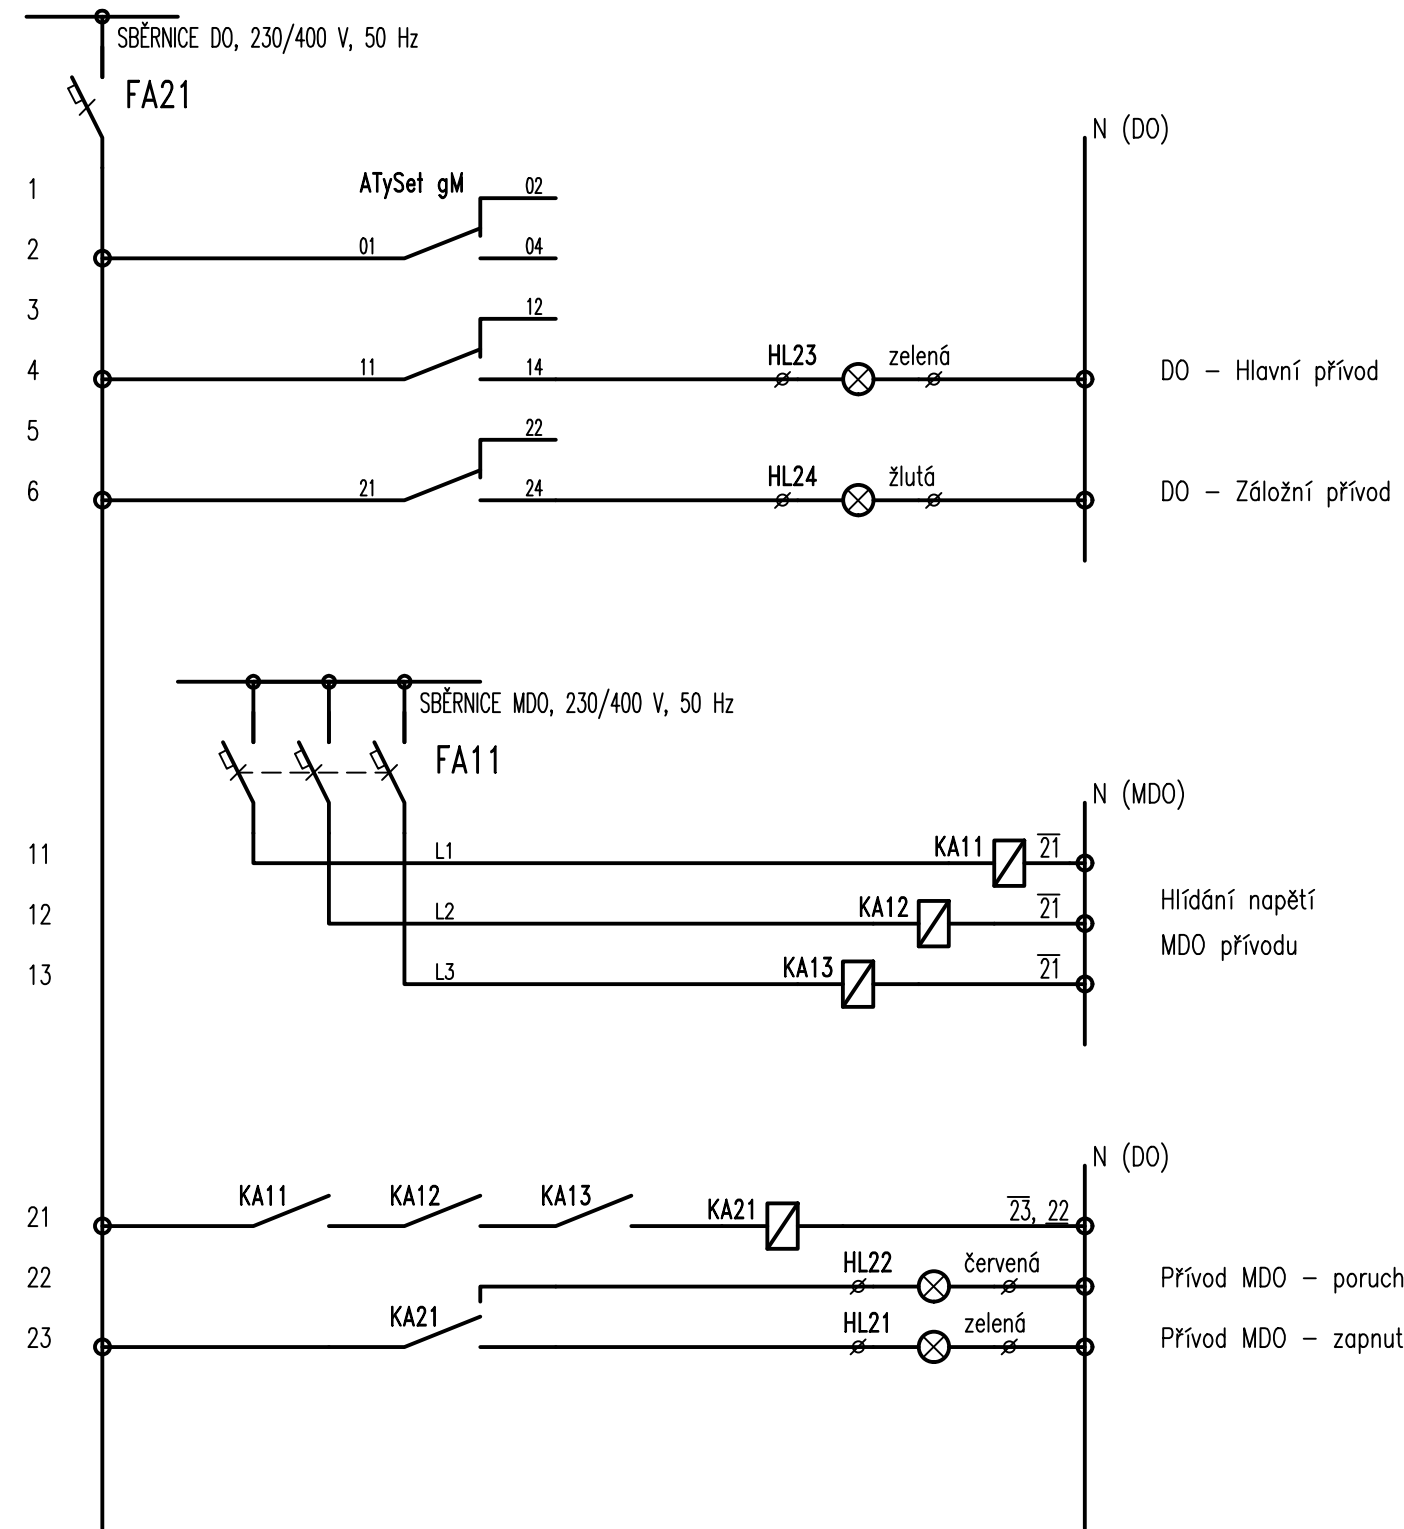 SBĚRNICE DO, 230/400 V, 50 Hz
FA21
N (DO)
1 ATySet gM 02
2 01 04
3 12
4 11 14 HL23 zelená DO – Hlavní přívod
5 22
6 21 24 HL24 žlutá DO – Záložní přívod
SBĚRNICE MDO, 230/400 V, 50 Hz
FA11
N (MDO)
11 L1 KA11 21
12 L2 KA12 21
Hlídání napětí
MDO přívodu
13 L3 KA13 21
N (DO)
21 KA11 KA12 KA13 KA21 23, 22
22 HL22 červená Přívod MDO – poruch
23 KA21 HL21 zelená Přívod MDO – zapnut